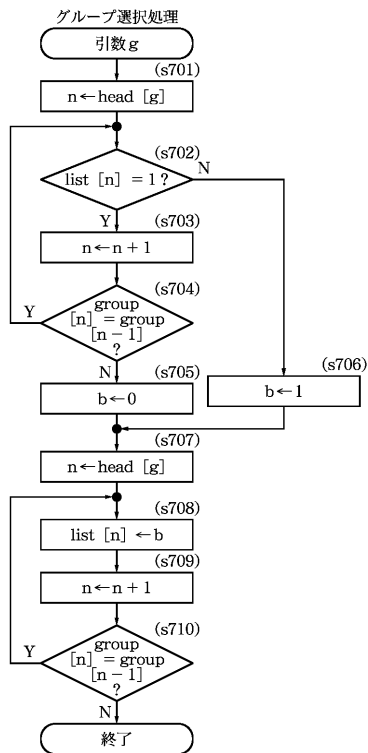 グループ選択処理
引数g
(s701)
n←head [g]
(s702)
list [n] =1?
N
Y
(s703)
n←n+1
(s704)
group
[n] =group
[n-1]
?
Y
N
(s705)
b←0
(s706)
b←1
(s707)
n←head [g]
(s708)
list [n] ←b
(s709)
n←n+1
(s710)
group
[n] =group
[n-1]
?
Y
N
終了